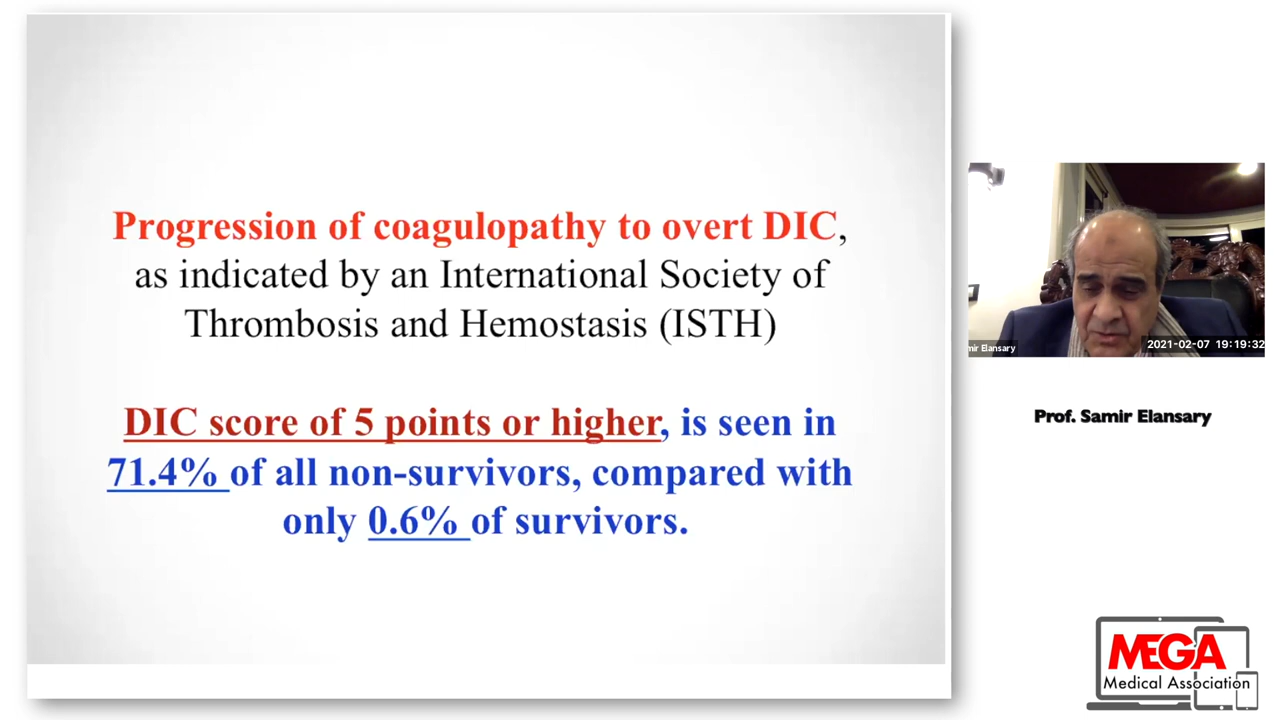 Progression of coagulopathy to overt DIC,
as indicated by an International Society of
Thrombosis and Hemostasis (ISTH)
DIC score of 5 points or higher, is seen in
71.4% of all non-survivors, compared with
only 0.6% of survivors.
mir Elansary
2021-02-07 19:19:32
Prof. Samir Elansary
MEGA
Medical Association